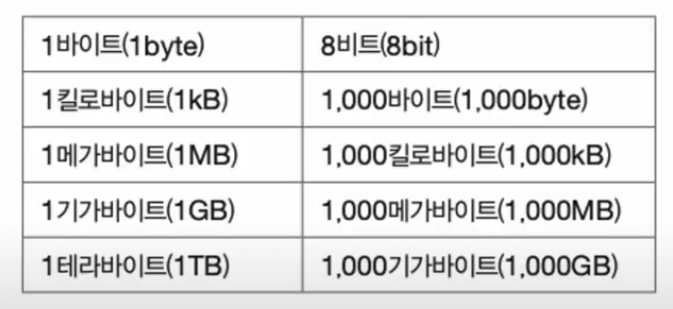 1바이트(1byte) 8비트(8bit)
1킬로바이트(1kB) 1,000바이트(1,000byte)
1메가바이트(1MB) 1,000킬로바이트(1,000kB)
1기가바이트(1GB) 1,000메가바이트(1,000MB)
1테라바이트(1TB) 1,000기가바이트(1,000GB)